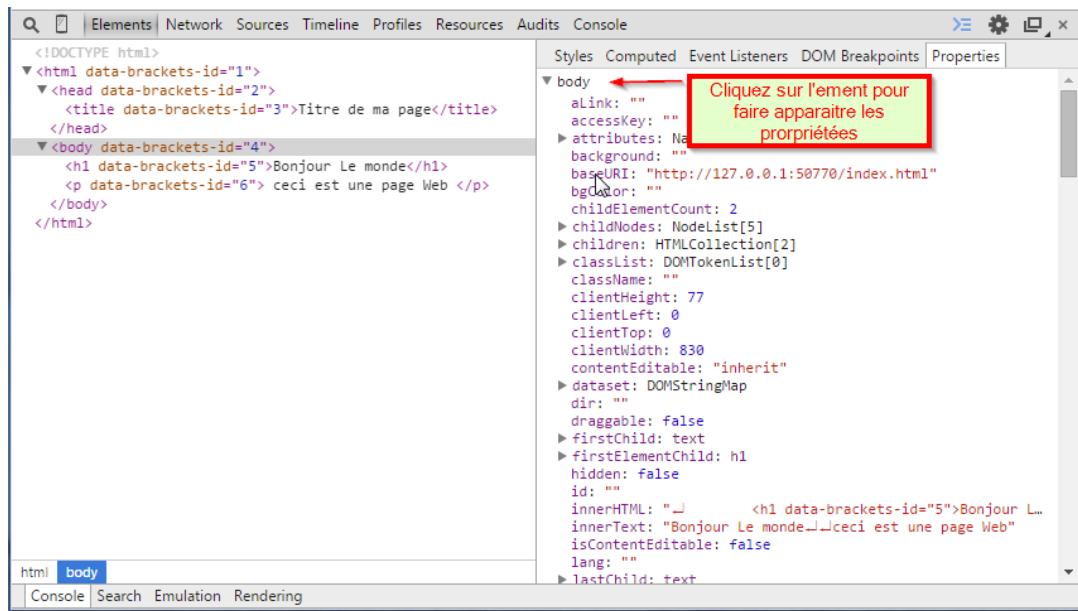 Elements Network Sources Timeline Profiles Resources Audits Console
<!DOCTYPE html>
<html data-brackets-id="1">
<head data-brackets-id="2">
<title data-brackets-id="3">Titre de ma page</title>
</head>
<body data-brackets-id="4">
<h1 data-brackets-id="5">Bonjour Le monde</h1>
<p data-brackets-id="6"> ceci est une page Web </p>
</body>
</html>
Styles Computed Event Listeners DOM Breakpoints Properties
body
Cliquez sur l'ement pour
faire apparaitre les
prorpriétées
aLink: ""
accessKey: ""
attributes: Na
background: ""
baseURI: "http://127.0.0.1:50770/index.html"
bgColor: ""
childElementCount: 2
childNodes: NodeList[5]
children: HTMLCollection[2]
classList: DOMTokenList[0]
className: ""
clientHeight: 77
clientLeft: 0
clientTop: 0
clientWidth: 830
contentEditable: "inherit"
dataset: DOMStringMap
dir: ""
draggable: false
firstChild: text
firstElementChild: h1
hidden: false
id: ""
innerHTML: "↵ <h1 data-brackets-id="5">Bonjour L…
innerText: "Bonjour Le monde↵↵ceci est une page Web"
isContentEditable: false
lang: ""
lastChild: text
html body
Console Search Emulation Rendering